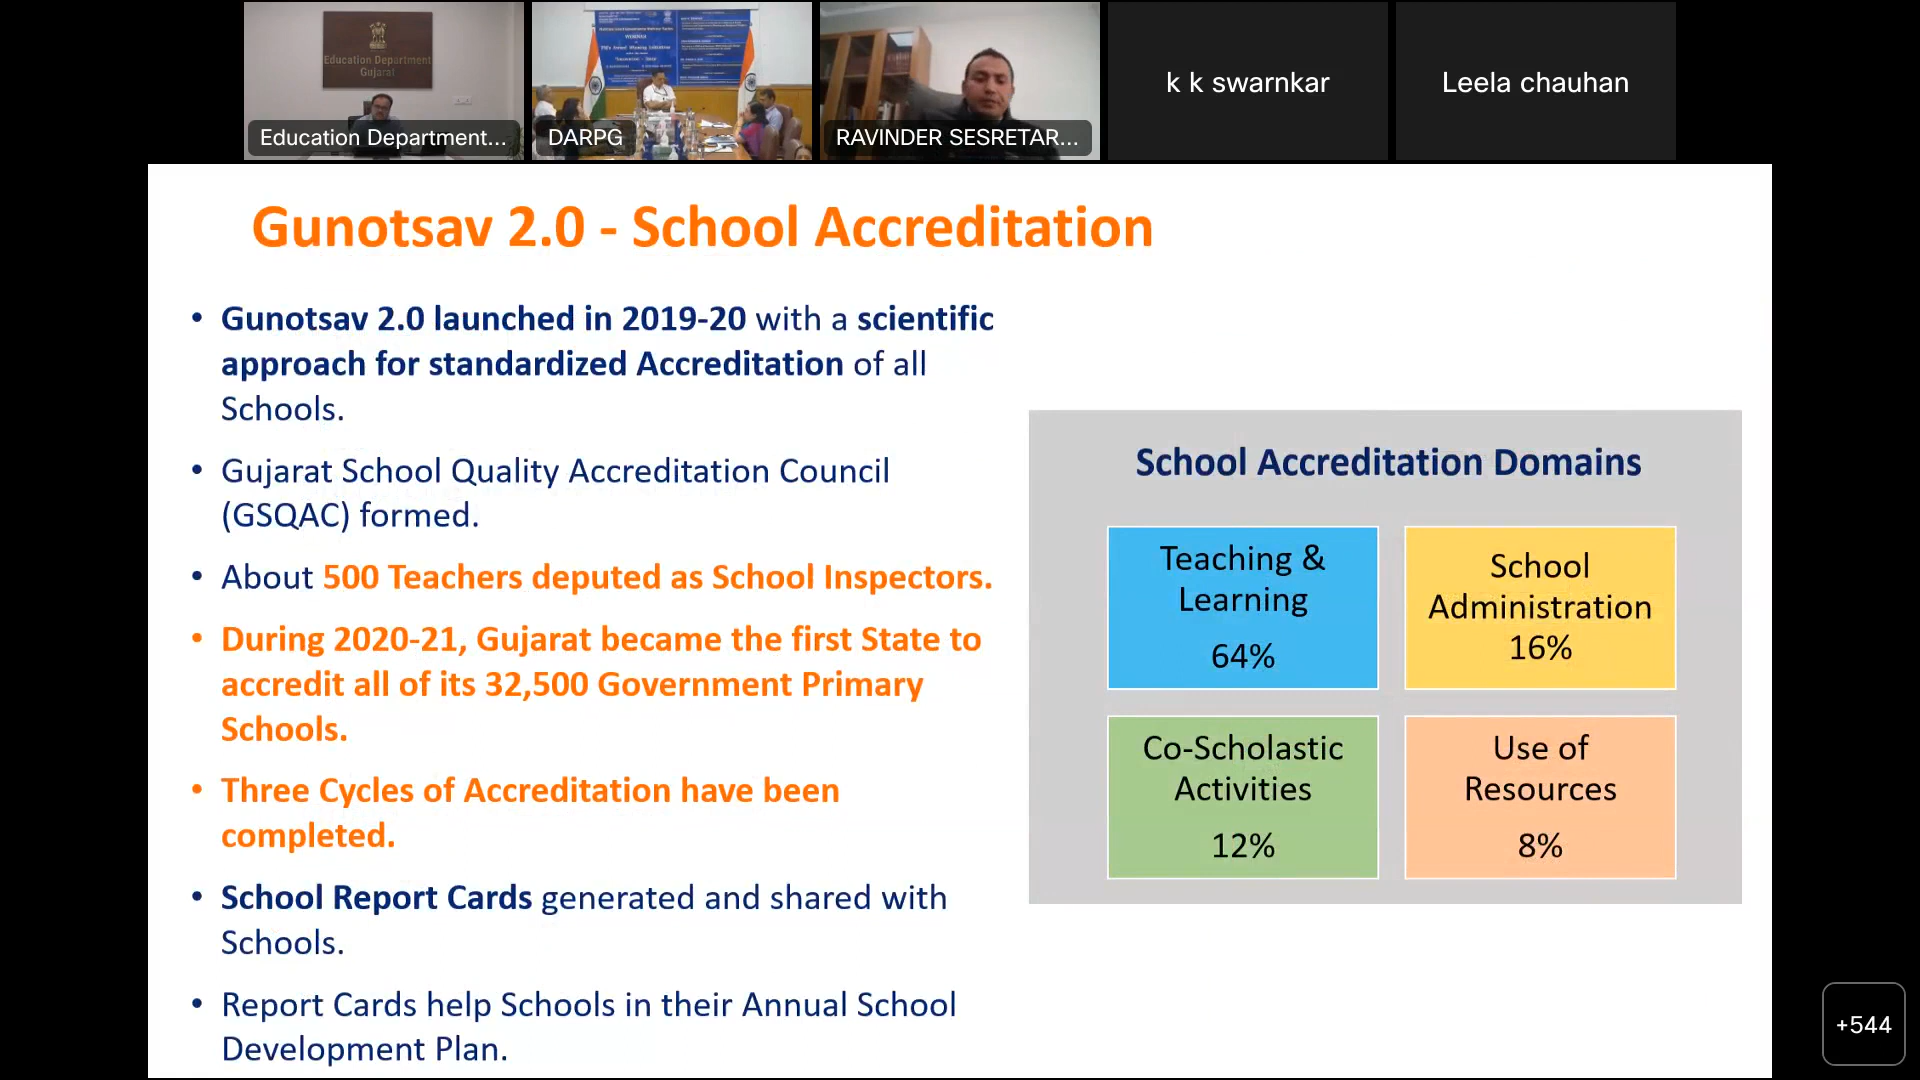 Education Department
Gujarat
Education Department...
DARPG
RAVINDER SESRETAR...
k k swarnkar
Leela chauhan
Gunotsav 2.0 - School Accreditation
• Gunotsav 2.0 launched in 2019-20 with a scientific
approach for standardized Accreditation of all
Schools.
• Gujarat School Quality Accreditation Council
(GSQAC) formed.
• About 500 Teachers deputed as School Inspectors.
• During 2020-21, Gujarat became the first State to
accredit all of its 32,500 Government Primary
Schools.
• Three Cycles of Accreditation have been
completed.
• School Report Cards generated and shared with
Schools.
• Report Cards help Schools in their Annual School
Development Plan.
School Accreditation Domains
Teaching &
Learning
64%
School
Administration
16%
Co-Scholastic
Activities
12%
Use of
Resources
8%
+544